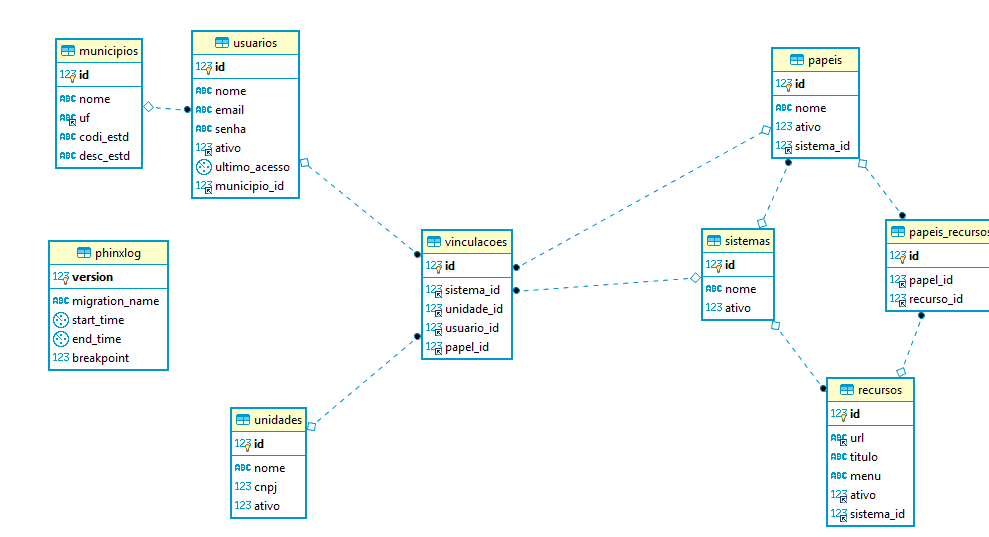 municipios
123 id
ABC nome
ABC uf
ABC codi_estd
ABC desc_estd
usuarios
123 id
ABC nome
ABC email
ABC senha
123 ativo
ultimo_acesso
123 municipio_id
phinxlog
123 version
ABC migration_name
start_time
end_time
123 breakpoint
vinculacoes
123 id
123 sistema_id
123 unidade_id
123 usuario_id
123 papel_id
unidades
123 id
ABC nome
123 cnpj
123 ativo
papeis
123 id
ABC nome
123 ativo
123 sistema_id
sistemas
123 id
ABC nome
123 ativo
papeis_recursos
123 id
123 papel_id
123 recurso_id
recursos
123 id
ABC url
ABC titulo
ABC menu
123 ativo
123 sistema_id